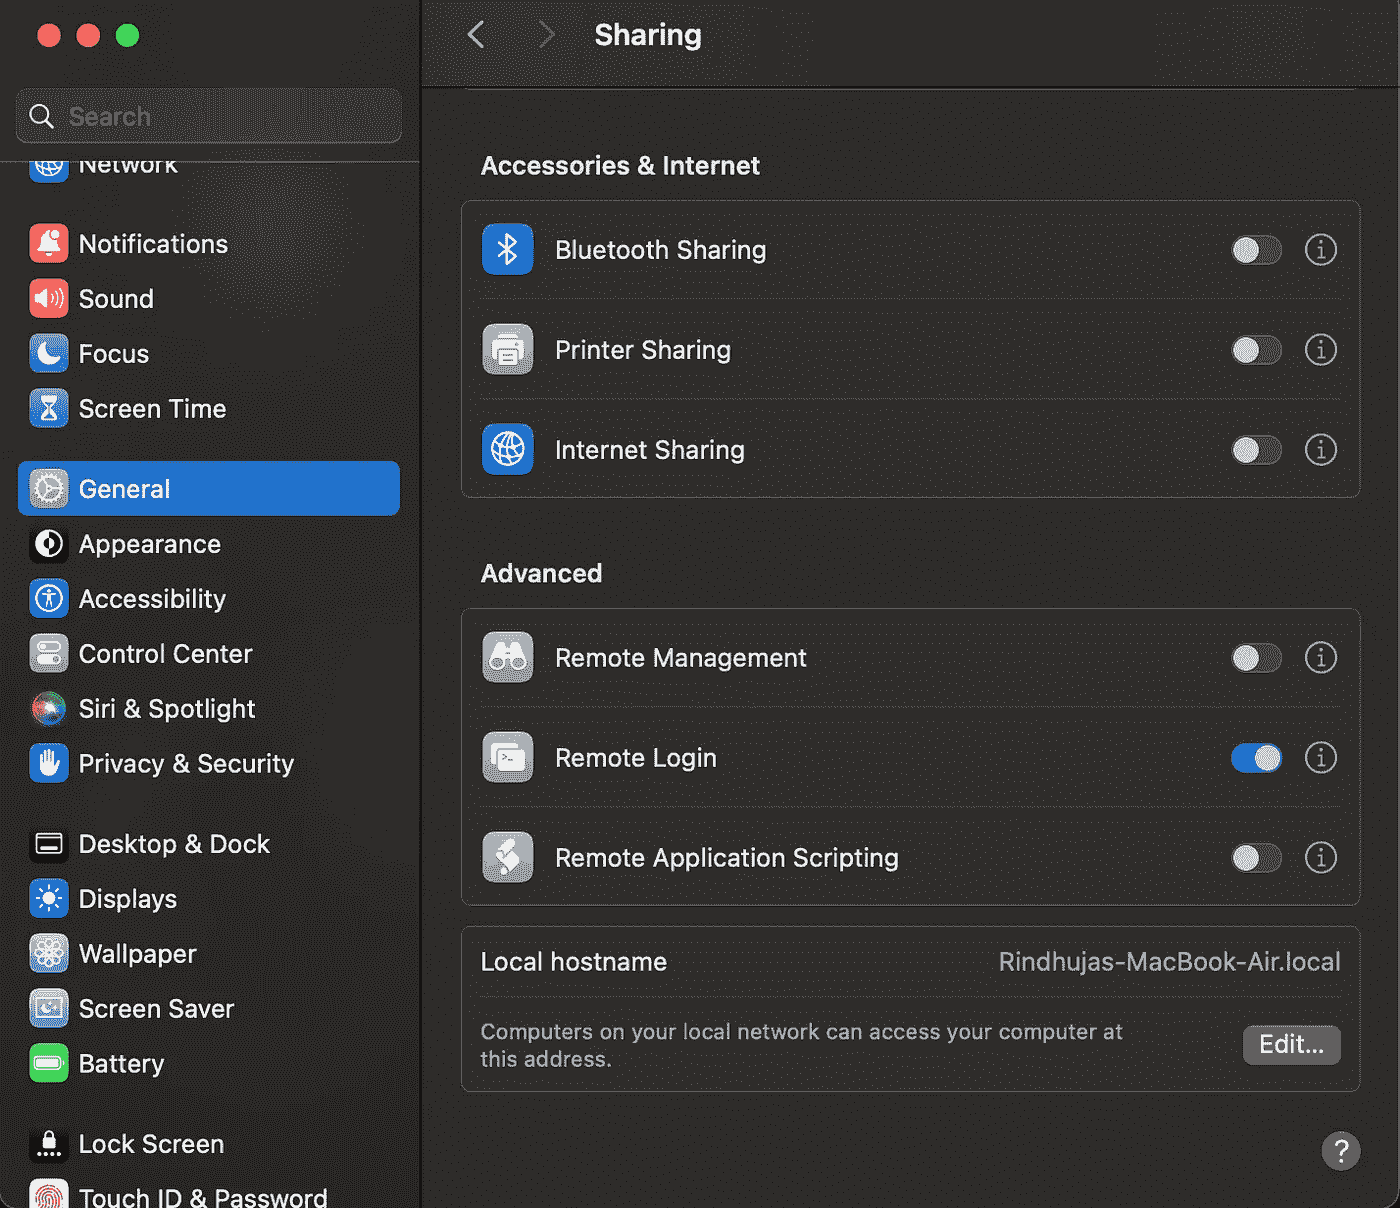 Sharing
Search
Network
Notifications
Sound
Focus
Screen Time
General
Appearance
Accessibility
Control Center
Siri & Spotlight
Privacy & Security
Desktop & Dock
Displays
Wallpaper
Screen Saver
Battery
Lock Screen
Touch ID & Password
Accessories & Internet
Bluetooth Sharing
Printer Sharing
Internet Sharing
Advanced
Remote Management
Remote Login
Remote Application Scripting
Local hostname
Rindhujas-MacBook-Air.local
Computers on your local network can access your computer at
this address.
Edit...
?